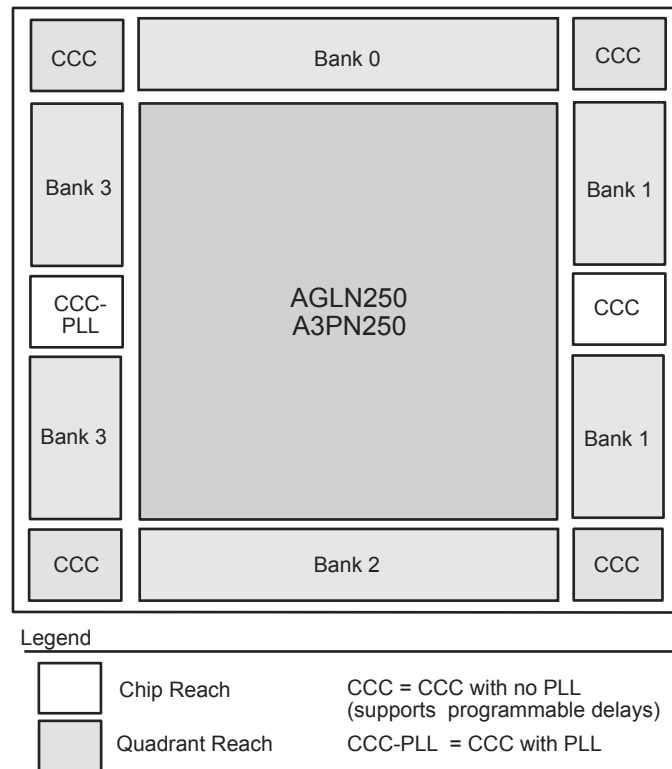 CCC
Bank 0
CCC
Bank 3
Bank 1
CCC-
PLL
AGLN250
A3PN250
CCC
Bank 3
Bank 1
CCC
Bank 2
CCC
Legend
Chip Reach
CCC = CCC with no PLL
(supports programmable delays)
Quadrant Reach
CCC-PLL = CCC with PLL